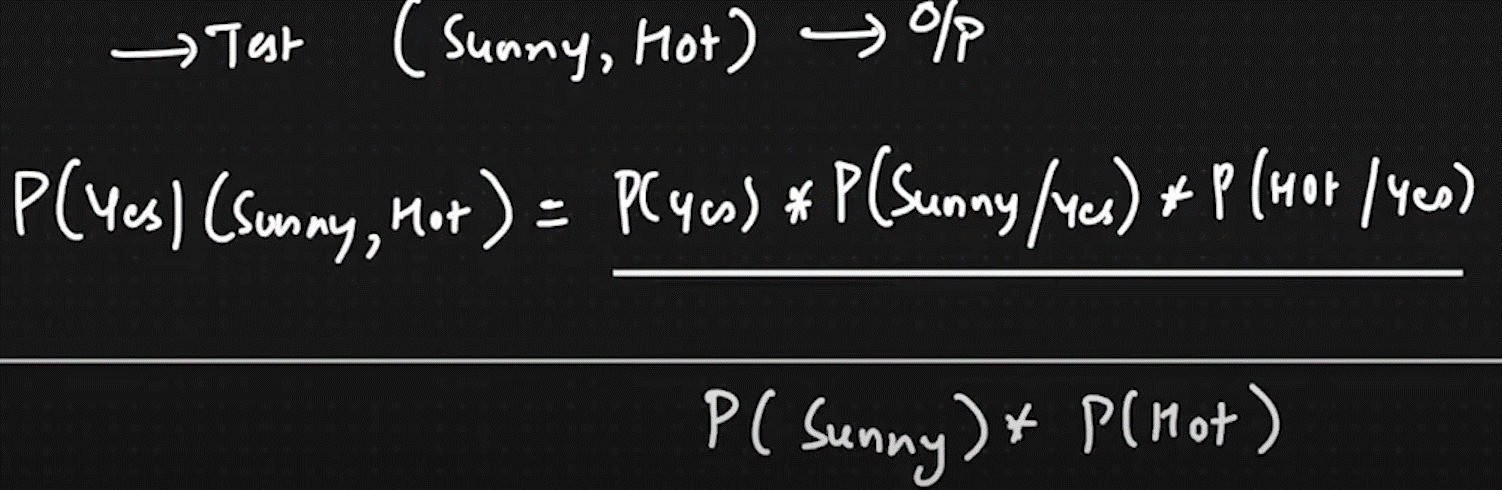 → Test (Sunny, Hot) → O/P
P(Yes|(Sunny, Hot) = P(yes) * P(Sunny/yes) * P(Hot/yes)
P(Sunny) * P(Hot)